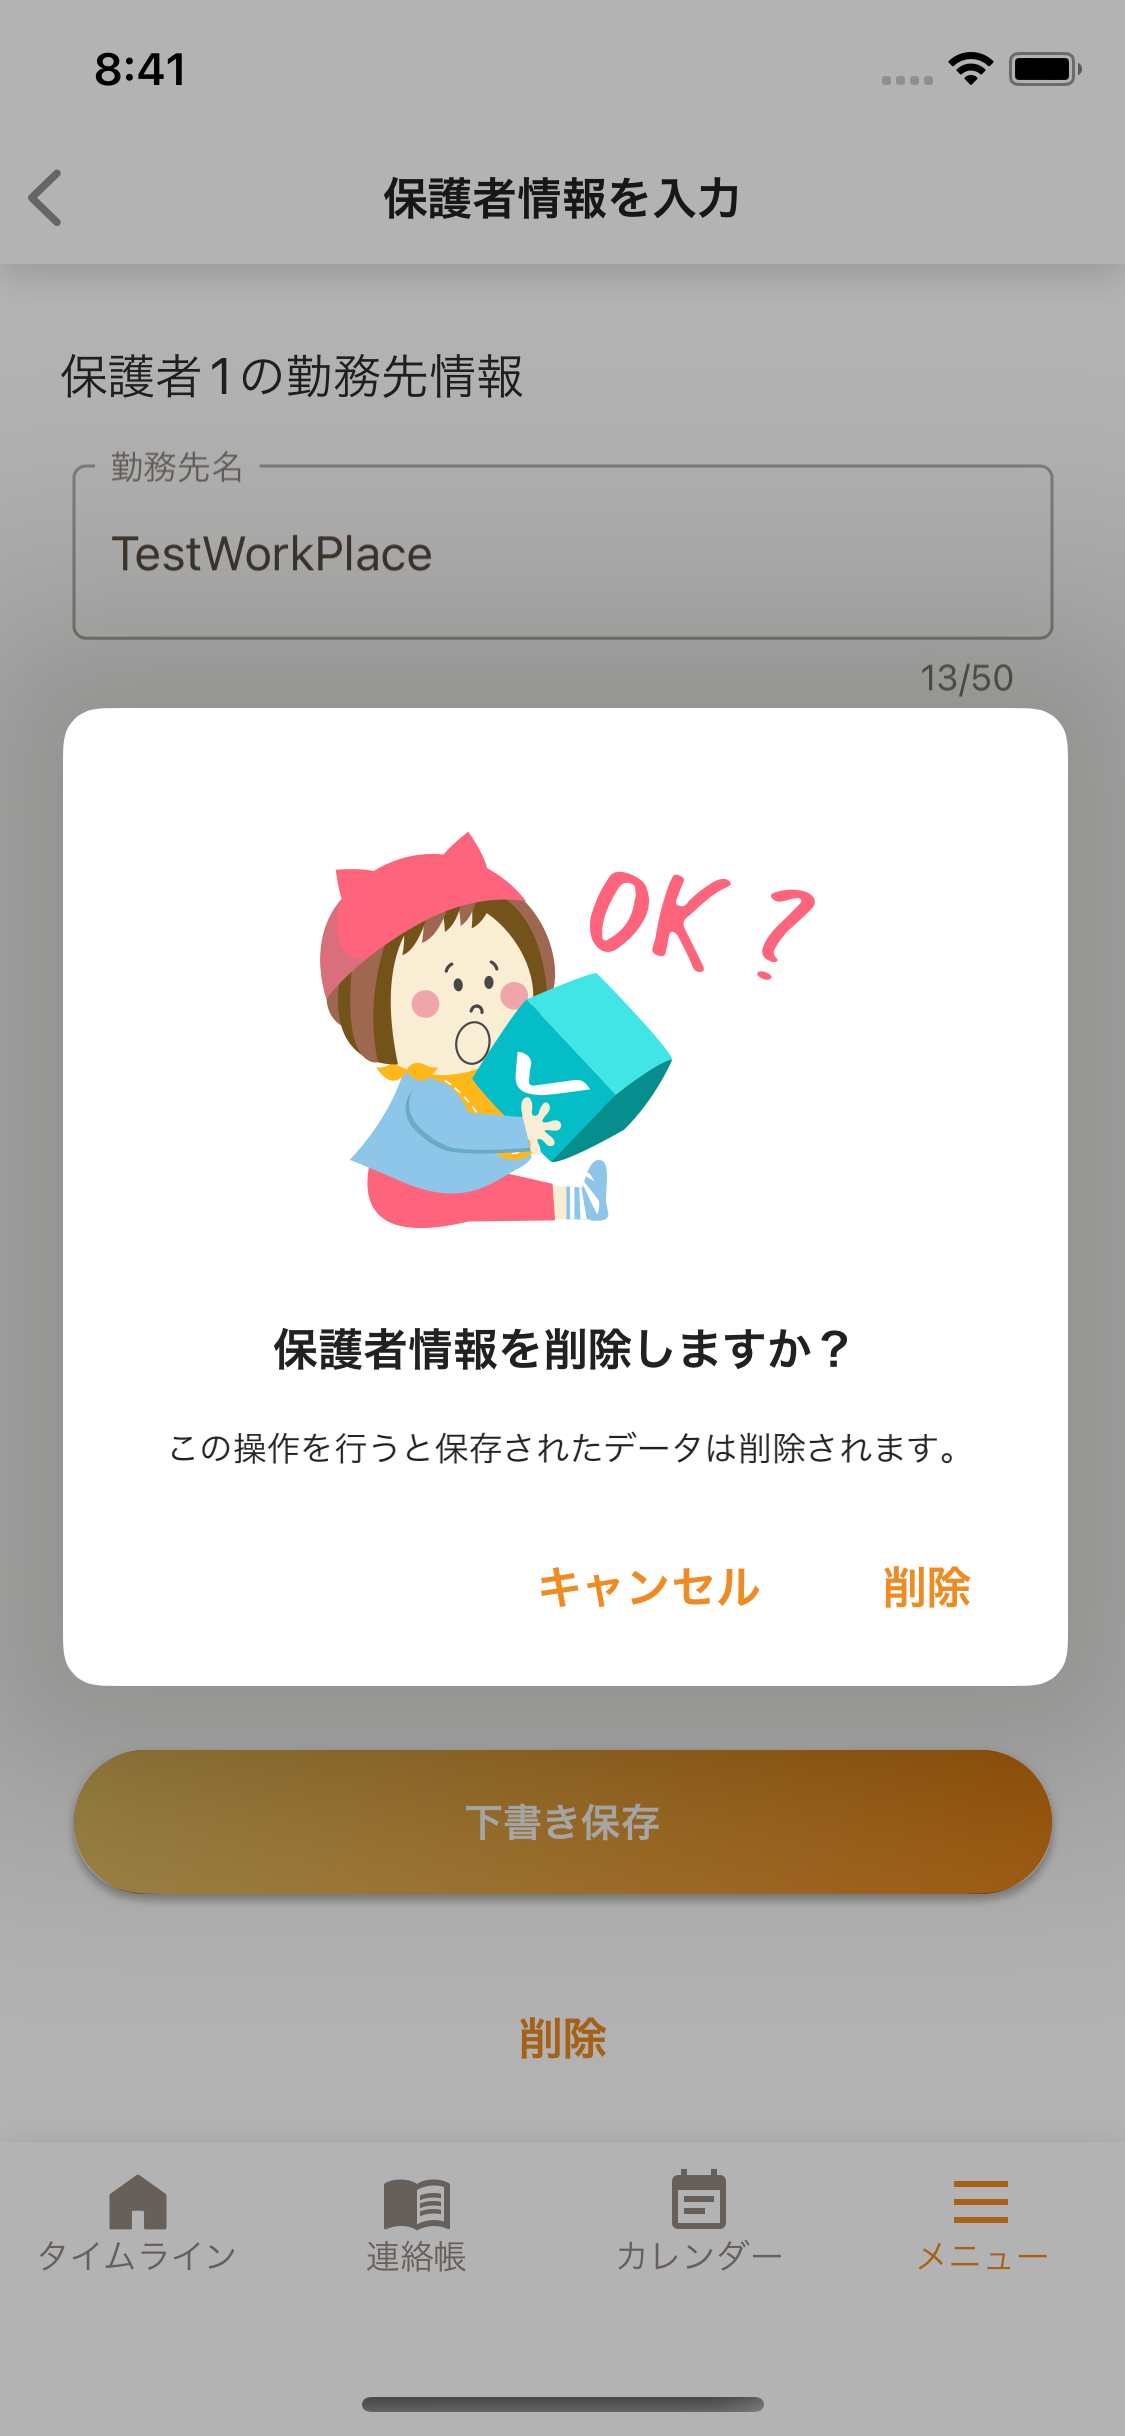 8:41
保護者情報を入力
保護者1の勤務先情報
勤務先名
TestWorkPlace
13/50
OK?
し
保護者情報を削除しますか？
この操作を行うと保存されたデータは削除されます。
キャンセル 削除
下書き保存
削除
タイムライン 連絡帳 カレンダー メニュー